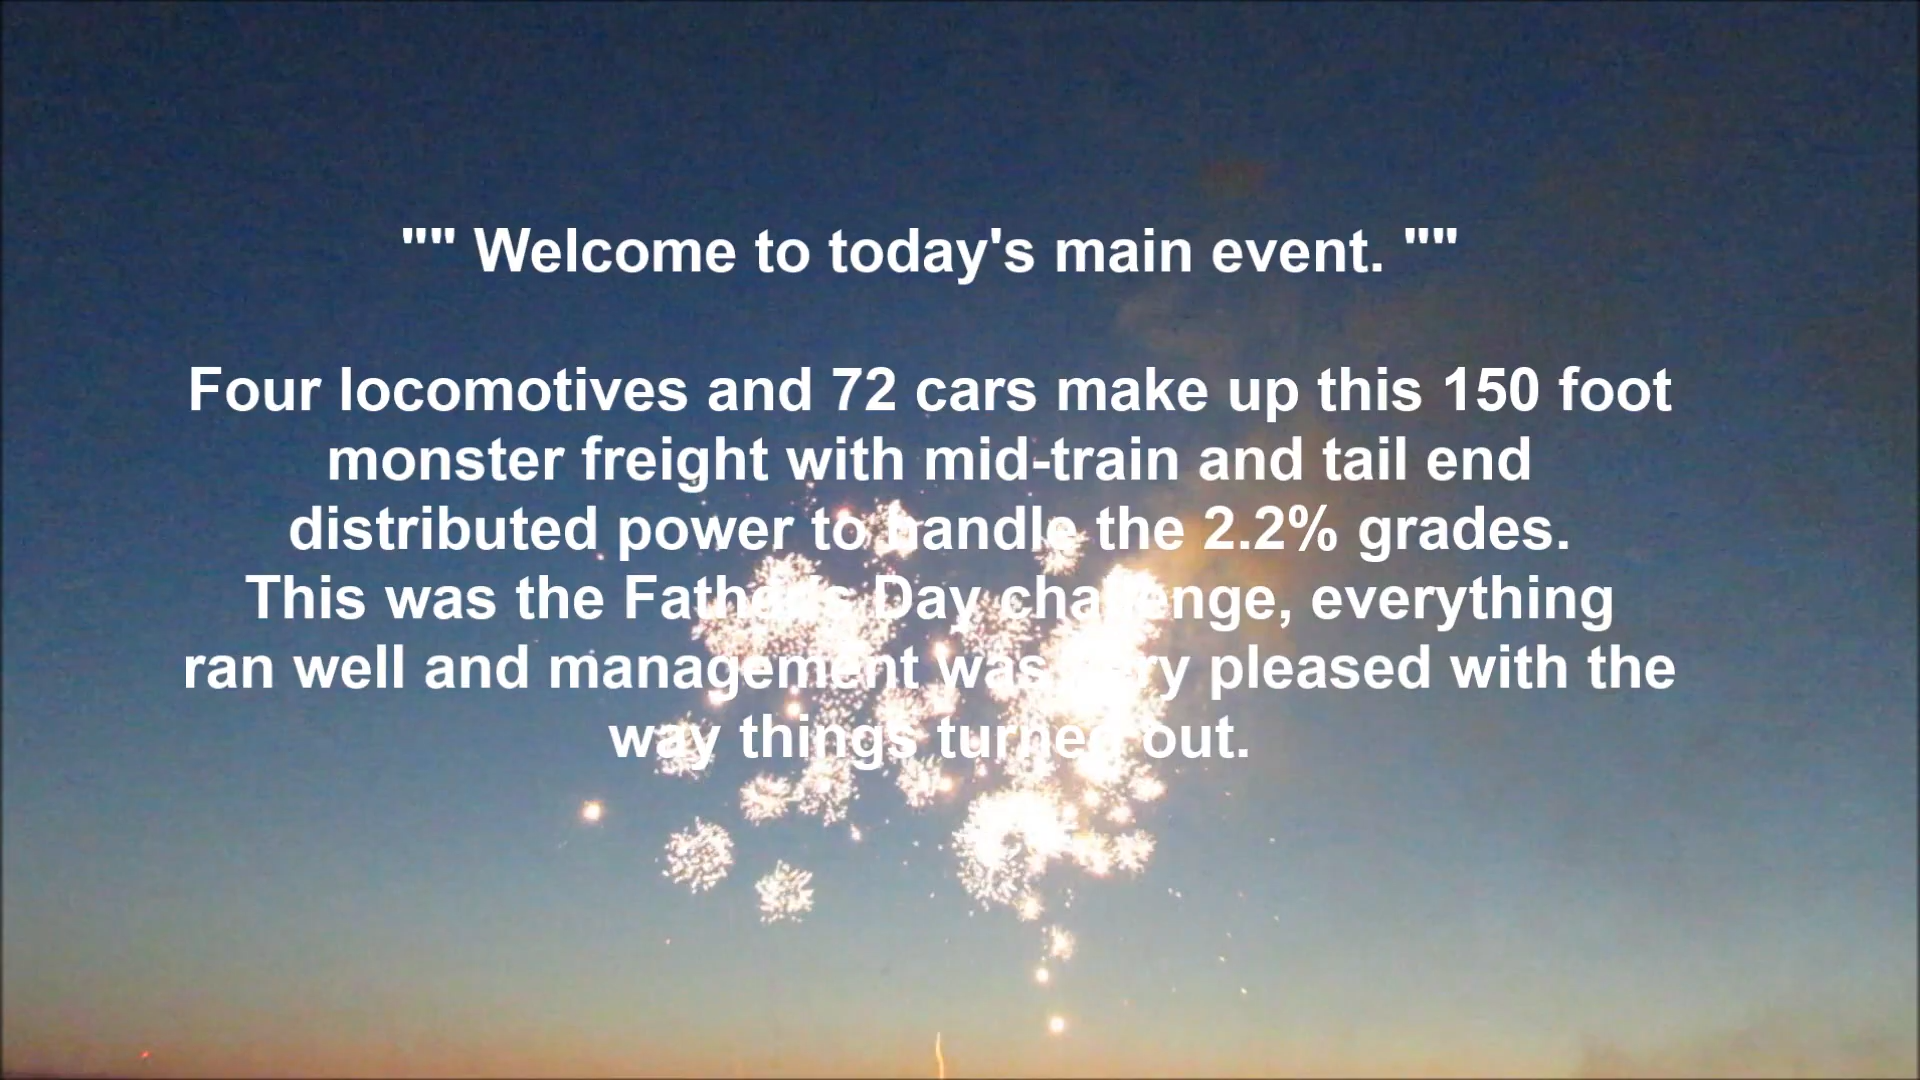 "" Welcome to today's main event. ""
Four locomotives and 72 cars make up this 150 foot
monster freight with mid-train and tail end
distributed power to handle the 2.2% grades.
This was the Father's Day challenge, everything
ran well and management was very pleased with the
way things turned out.